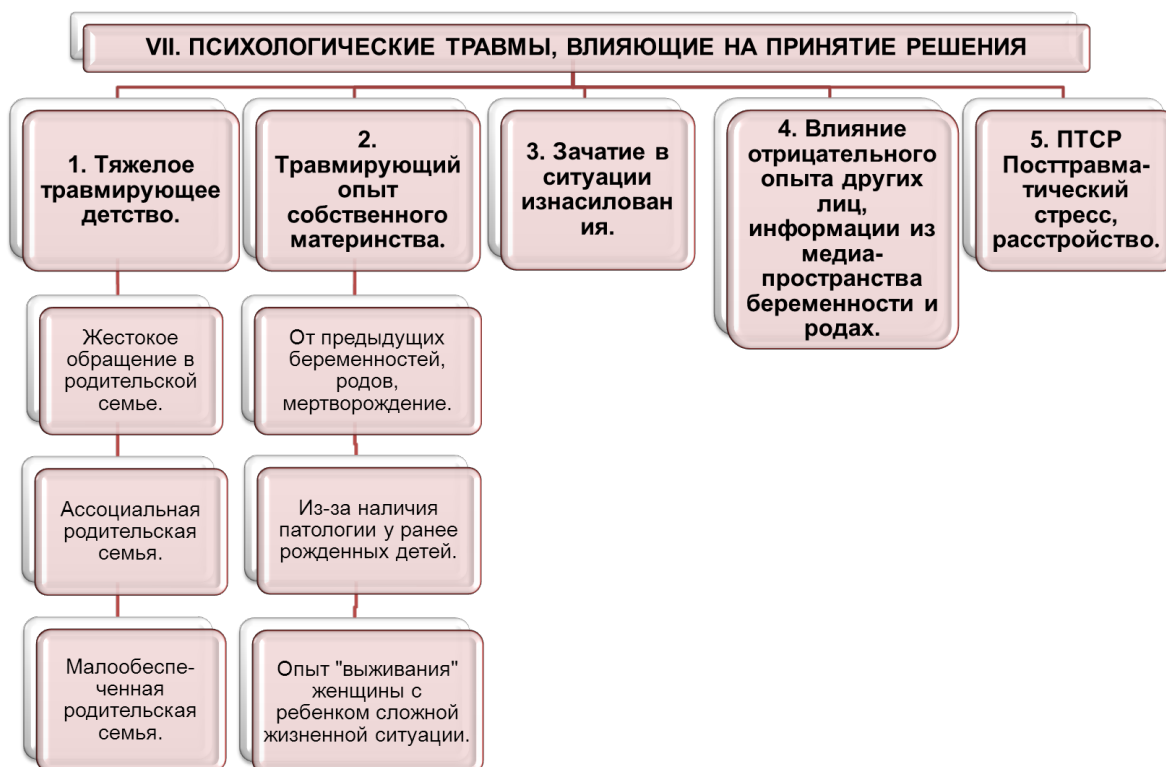 VII. ПСИХОЛОГИЧЕСКИЕ ТРАВМЫ, ВЛИЯЮЩИЕ НА ПРИНЯТИЕ РЕШЕНИЯ
1. Тяжелое
травмирующее
детство.
Жестокое
обращение в
родительской
семье.
Ассоциальная
родительская
семья.
Малообеспе-
ченная
родительская
семья.
2.
Травмирующий
опыт
собственного
материнства.
От предыдущих
беременностей,
родов,
мертворождение.
Из-за наличия
патологии у ранее
рожденных детей.
Опыт "выживания"
женщины с
ребенком сложной
жизненной ситуации.
3. Зачатие в
ситуации
изнасилован
ия.
4. Влияние
отрицательного
опыта других
лиц,
информации из
медиа-
пространства
беременности и
родах.
5. ПТСР
Посттравма-
тический
стресс,
расстройство.